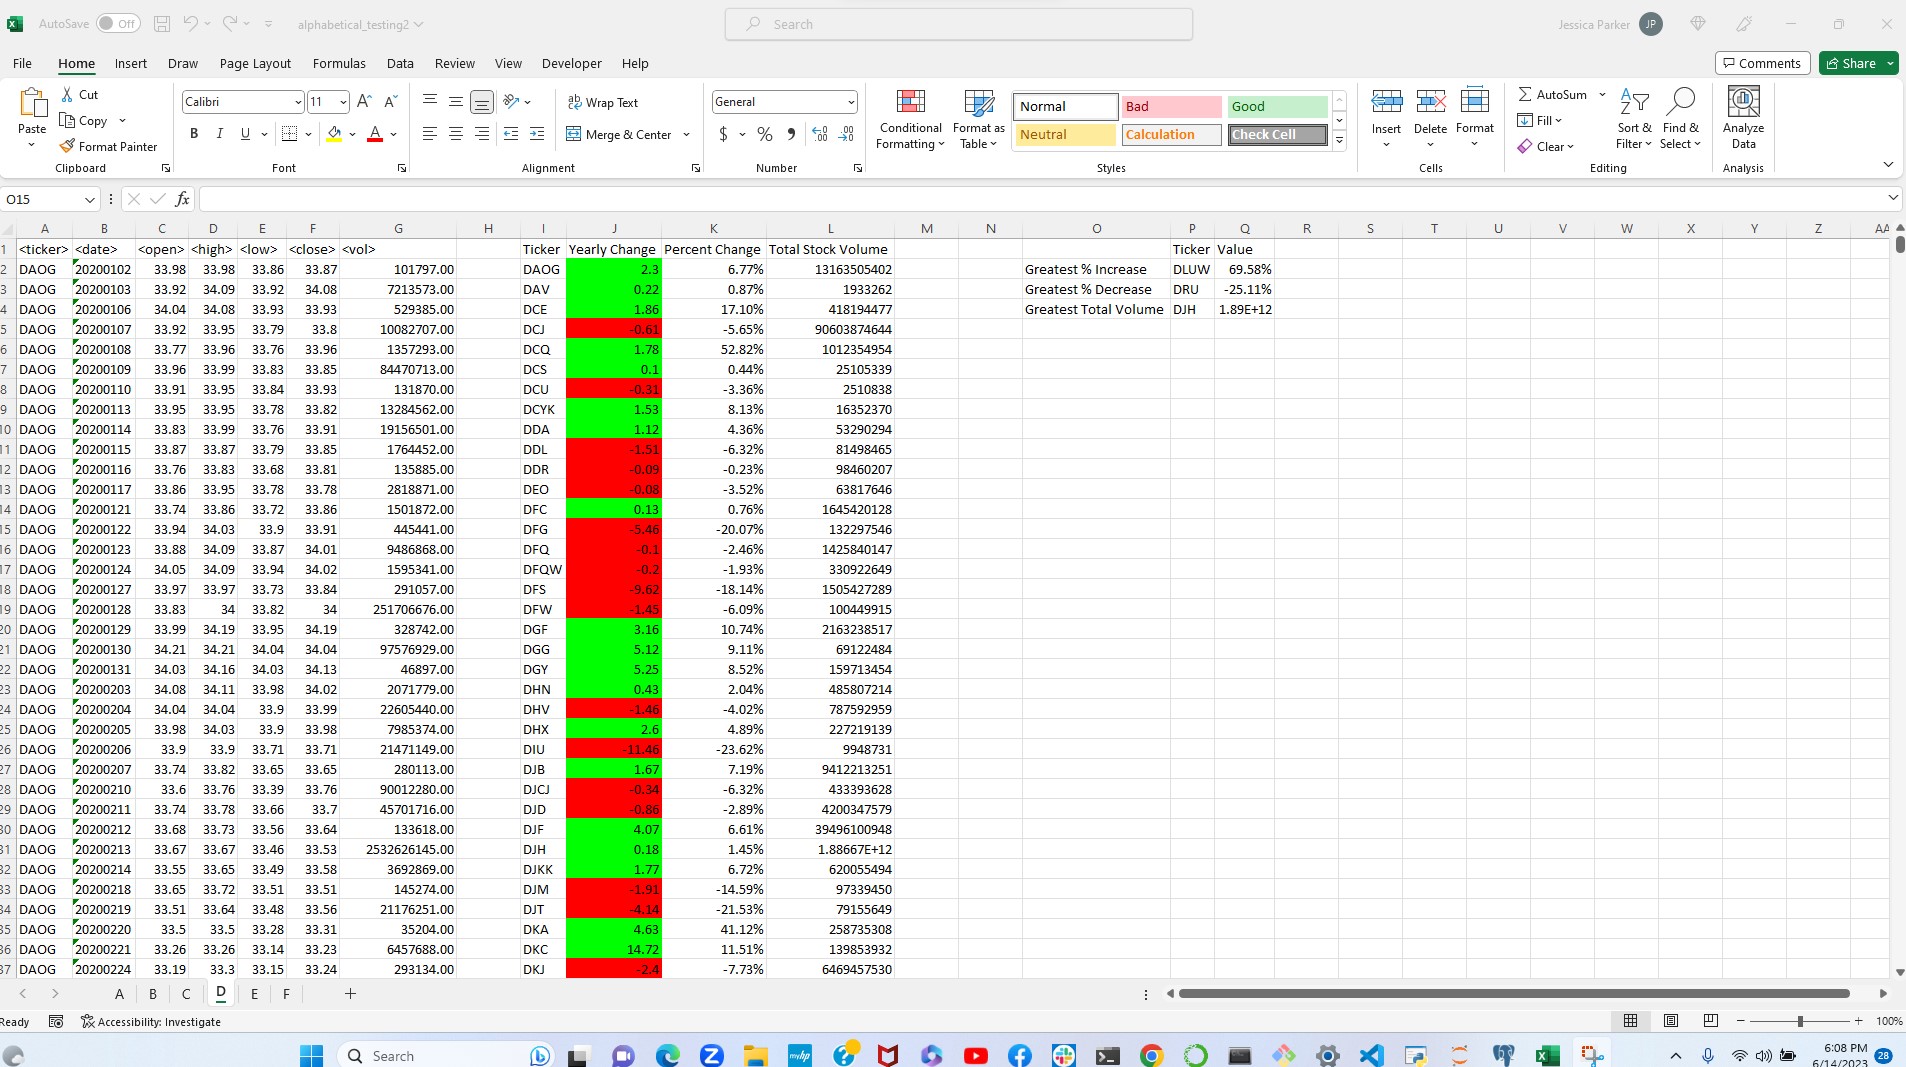 AutoSave Off alphabetical_testing2 Search Jessica Parker JP
File Home Insert Draw Page Layout Formulas Data Review View Developer Help Comments Share
Paste Cut Copy Format Painter Clipboard
Calibri 11 B I U A Font
ab Wrap Text Merge & Center Alignment
General $ % Number
Conditional Formatting Format as Table Normal Bad Good Neutral Calculation Check Cell Styles
Insert Delete Format Cells
AutoSum Fill Clear Sort & Filter Find & Select Editing
Analyze Data Analysis
O15 fx
A B C D E F G H I J K L M N O P Q R S T U V W X Y Z AA
1 <ticker> <date> <open> <high> <low> <close> <vol> Ticker Yearly Change Percent Change Total Stock Volume Ticker Value
2 DAOG 20200102 33.98 33.98 33.86 33.87 101797.00 DAOG 2.3 6.77% 13163505402 Greatest % Increase DLUW 69.58%
3 DAOG 20200103 33.92 34.09 33.92 34.08 7213573.00 DAV 0.22 0.87% 1933262 Greatest % Decrease DRU -25.11%
4 DAOG 20200106 34.04 34.08 33.93 33.93 529385.00 DCE 1.86 17.10% 418194477 Greatest Total Volume DJH 1.89E+12
5 DAOG 20200107 33.92 33.95 33.79 33.8 10082707.00 DCJ -0.61 -5.65% 90603874644
6 DAOG 20200108 33.77 33.96 33.76 33.96 1357293.00 DCQ 1.78 52.82% 1012354954
7 DAOG 20200109 33.96 33.99 33.83 33.85 84470713.00 DCS 0.1 0.44% 25105339
8 DAOG 20200110 33.91 33.95 33.84 33.93 131870.00 DCU -0.31 -3.36% 2510838
9 DAOG 20200113 33.95 33.95 33.78 33.82 13284562.00 DCYK 1.53 8.13% 16352370
10 DAOG 20200114 33.83 33.99 33.76 33.91 19156501.00 DDA 1.12 4.36% 53290294
11 DAOG 20200115 33.87 33.87 33.79 33.85 1764452.00 DDL -1.51 -6.32% 81498465
12 DAOG 20200116 33.76 33.83 33.68 33.81 135885.00 DDR -0.09 -0.23% 98460207
13 DAOG 20200117 33.86 33.95 33.78 33.78 2818871.00 DEO -0.08 -3.52% 63817646
14 DAOG 20200121 33.74 33.86 33.72 33.86 1501872.00 DFC 0.13 0.76% 1645420128
15 DAOG 20200122 33.94 34.03 33.9 33.91 445441.00 DFG -5.46 -20.07% 132297546
16 DAOG 20200123 33.88 34.09 33.87 34.01 9486868.00 DFQ -0.1 -2.46% 1425840147
17 DAOG 20200124 34.05 34.09 33.94 34.02 1595341.00 DFQW -0.2 -1.93% 330922649
18 DAOG 20200127 33.97 33.97 33.73 33.84 291057.00 DFS -9.62 -18.14% 1505427289
19 DAOG 20200128 33.83 34 33.82 34 251706676.00 DFW -1.45 -6.09% 100449915
20 DAOG 20200129 33.99 34.19 33.95 34.19 328742.00 DGF 3.16 10.74% 2163238517
21 DAOG 20200130 34.21 34.21 34.04 34.04 97576929.00 DGG 5.12 9.11% 69122484
22 DAOG 20200131 34.03 34.16 34.03 34.13 46897.00 DGY 5.25 8.52% 159713454
23 DAOG 20200203 34.08 34.11 33.98 34.02 2071779.00 DHN 0.43 2.04% 485807214
24 DAOG 20200204 34.04 34.04 33.9 33.99 22605440.00 DHV -1.46 -4.02% 787592959
25 DAOG 20200205 33.98 34.03 33.9 33.98 7985374.00 DHX 2.6 4.89% 227219139
26 DAOG 20200206 33.9 33.9 33.71 33.71 21471149.00 DIU -11.46 -23.62% 9948731
27 DAOG 20200207 33.74 33.82 33.65 33.65 280113.00 DJB 1.67 7.19% 9412213251
28 DAOG 20200210 33.6 33.76 33.39 33.76 90012280.00 DJCJ -0.34 -6.32% 433393628
29 DAOG 20200211 33.74 33.78 33.66 33.7 45701716.00 DJD -0.86 -2.89% 4200347579
30 DAOG 20200212 33.68 33.73 33.56 33.64 133618.00 DJF 4.07 6.61% 39496100948
31 DAOG 20200213 33.67 33.67 33.46 33.53 2532626145.00 DJH 0.18 1.45% 1.88667E+12
32 DAOG 20200214 33.55 33.65 33.49 33.58 3692869.00 DJKK 1.77 6.72% 620055494
33 DAOG 20200218 33.65 33.72 33.51 33.51 145274.00 DJM -1.91 -14.59% 97339450
34 DAOG 20200219 33.51 33.64 33.48 33.56 21176251.00 DJT -4.14 -21.53% 79155649
35 DAOG 20200220 33.5 33.5 33.28 33.31 35204.00 DKA 4.63 41.12% 258735308
36 DAOG 20200221 33.26 33.26 33.14 33.23 6457688.00 DKC 14.72 11.51% 139853932
37 DAOG 20200224 33.19 33.3 33.15 33.24 293134.00 DKJ -2.4 -7.73% 6469457530
A B C D E F
Ready Accessibility: Investigate 100%
Search 6:08 PM
6/14/2023 28